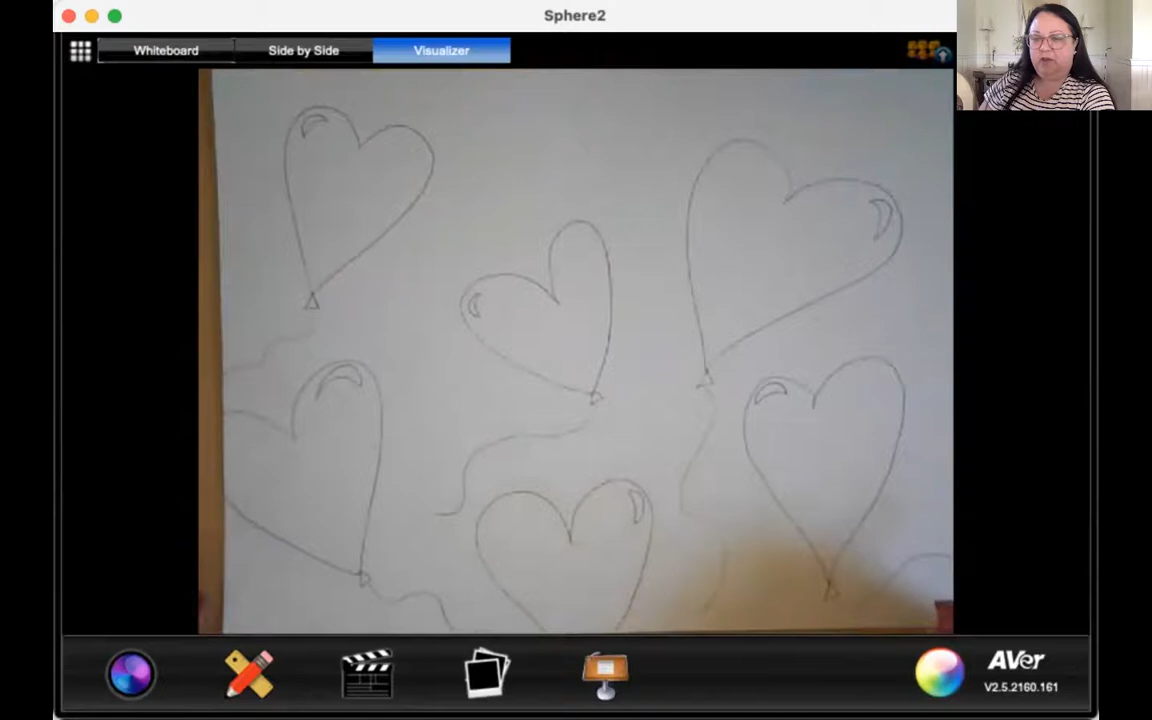 Sphere2
Whiteboard
Side by Side
Visualizer
AVer
V2.5.2160.161